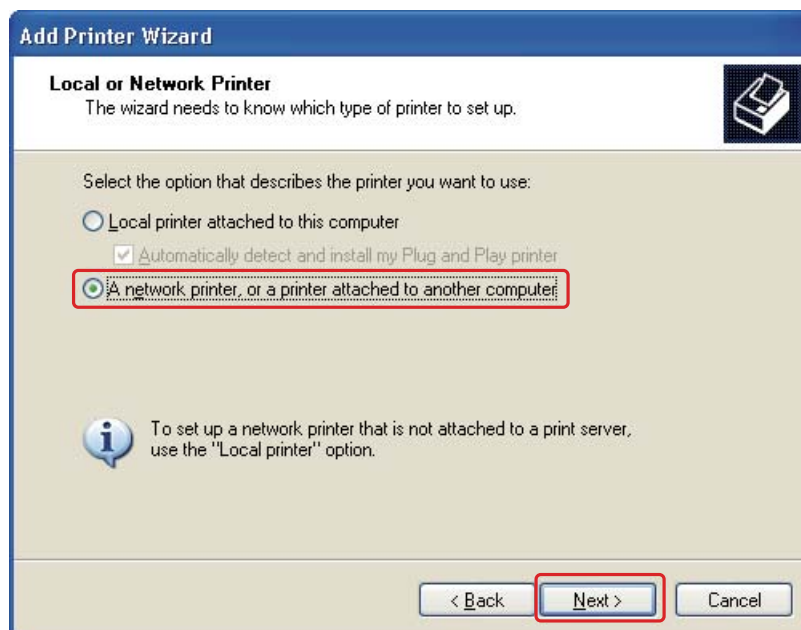 Add Printer Wizard
Local or Network Printer
The wizard needs to know which type of printer to set up.
Select the option that describes the printer you want to use:
Local printer attached to this computer
Automatically detect and install my Plug and Play printer
A network printer, or a printer attached to another computer
To set up a network printer that is not attached to a print server,
use the "Local printer" option.
< Back Next > Cancel